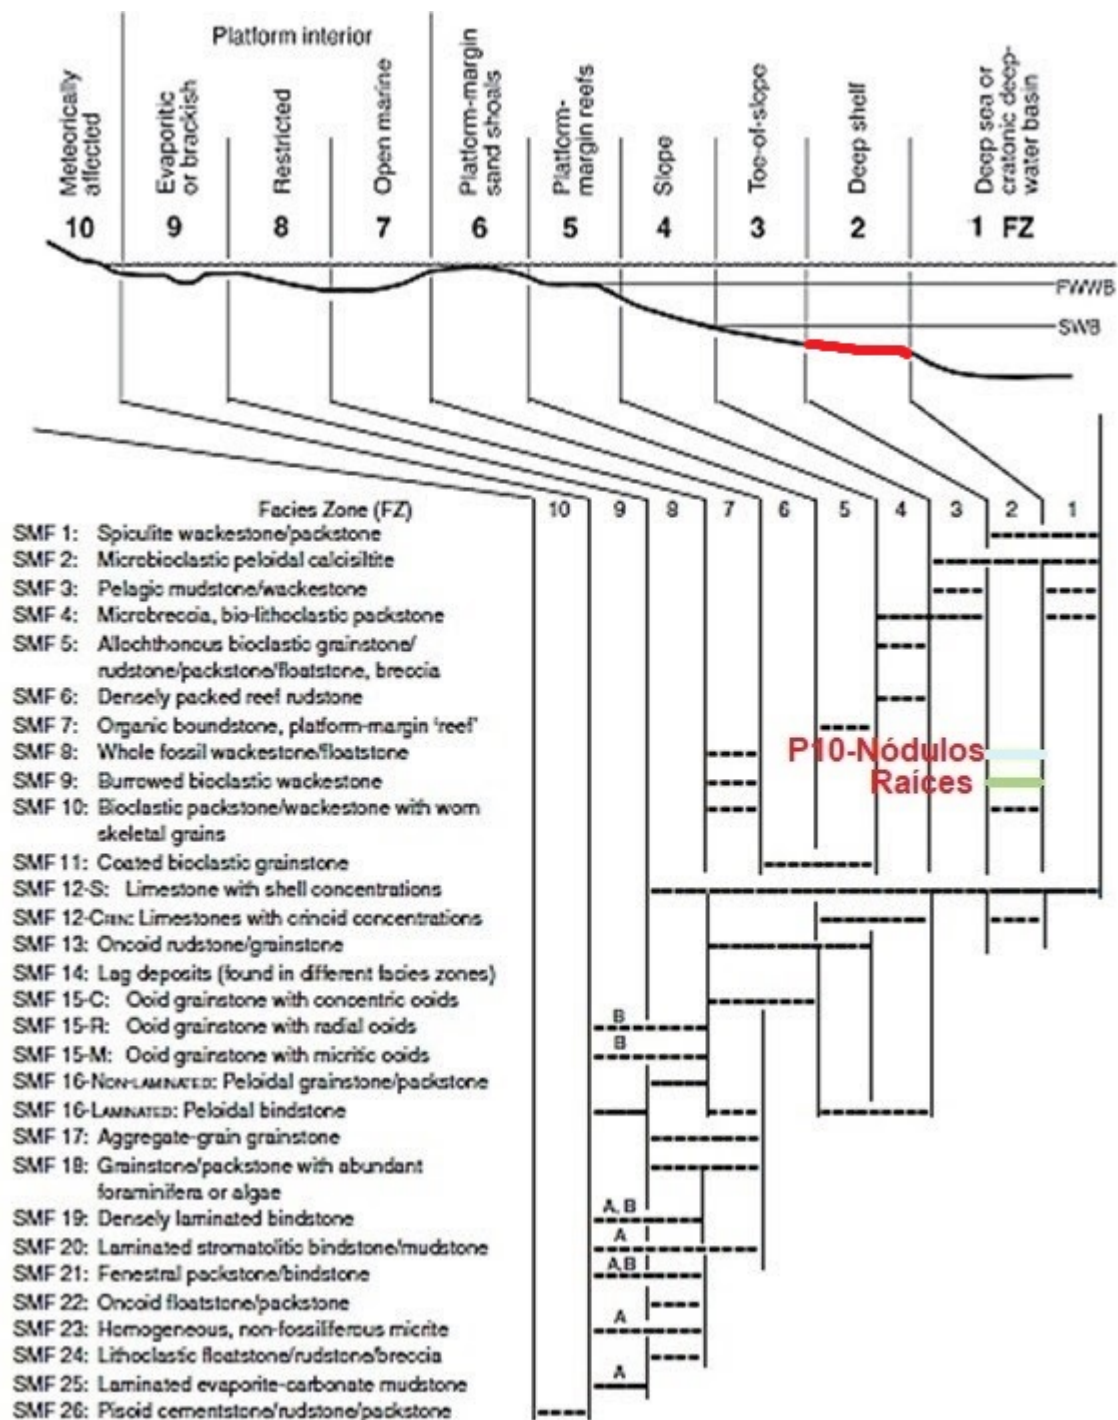 Platform interior
Meteorically
affected
Evaporitic
or brackish
Restricted
Open marine
Platform-margin
sand shoals
Platform-
margin reefs
Slope
Toe-of-slope
Deep shelf
Deep sea or
cratonic deep-
water basin
10 9 8 7 6 5 4 3 2 1 FZ
FWWB
SWB
Facies Zone (FZ) 10 9 8 7 6 5 4 3 2 1
SMF 1: Spiculite wackestone/packstone
SMF 2: Microbioclastic peloidal calcisiltite
SMF 3: Pelagic mudstone/wackestone
SMF 4: Microbreccia, bio-lithoclastic packstone
SMF 5: Allochthonous bioclastic grainstone/
rudstone/packstone/floatstone, breccia
SMF 6: Densely packed reef rudstone
SMF 7: Organic boundstone, platform-margin 'reef'
SMF 8: Whole fossil wackestone/floatstone P10-Nódulos
SMF 9: Burrowed bioclastic wackestone Raíces
SMF 10: Bioclastic packstone/wackestone with worn
skeletal grains
SMF 11: Coated bioclastic grainstone
SMF 12-S: Limestone with shell concentrations
SMF 12-CRIN: Limestones with crinoid concentrations
SMF 13: Oncoid rudstone/grainstone
SMF 14: Lag deposits (found in different facies zones)
SMF 15-C: Ooid grainstone with concentric ooids
SMF 15-R: Ooid grainstone with radial ooids B
SMF 15-M: Ooid grainstone with micritic ooids B
SMF 16-NON-LAMINATED: Peloidal grainstone/packstone
SMF 16-LAMINATED: Peloidal bindstone
SMF 17: Aggregate-grain grainstone
SMF 18: Grainstone/packstone with abundant
foraminifera or algae
SMF 19: Densely laminated bindstone A, B
SMF 20: Laminated stromatolitic bindstone/mudstone A
SMF 21: Fenestral packstone/bindstone A,B
SMF 22: Oncoid floatstone/packstone
SMF 23: Homogeneous, non-fossiliferous micrite A
SMF 24: Lithoclastic floatstone/rudstone/breccia
SMF 25: Laminated evaporite-carbonate mudstone A
SMF 26: Pisoid cementstone/rudstone/packstone